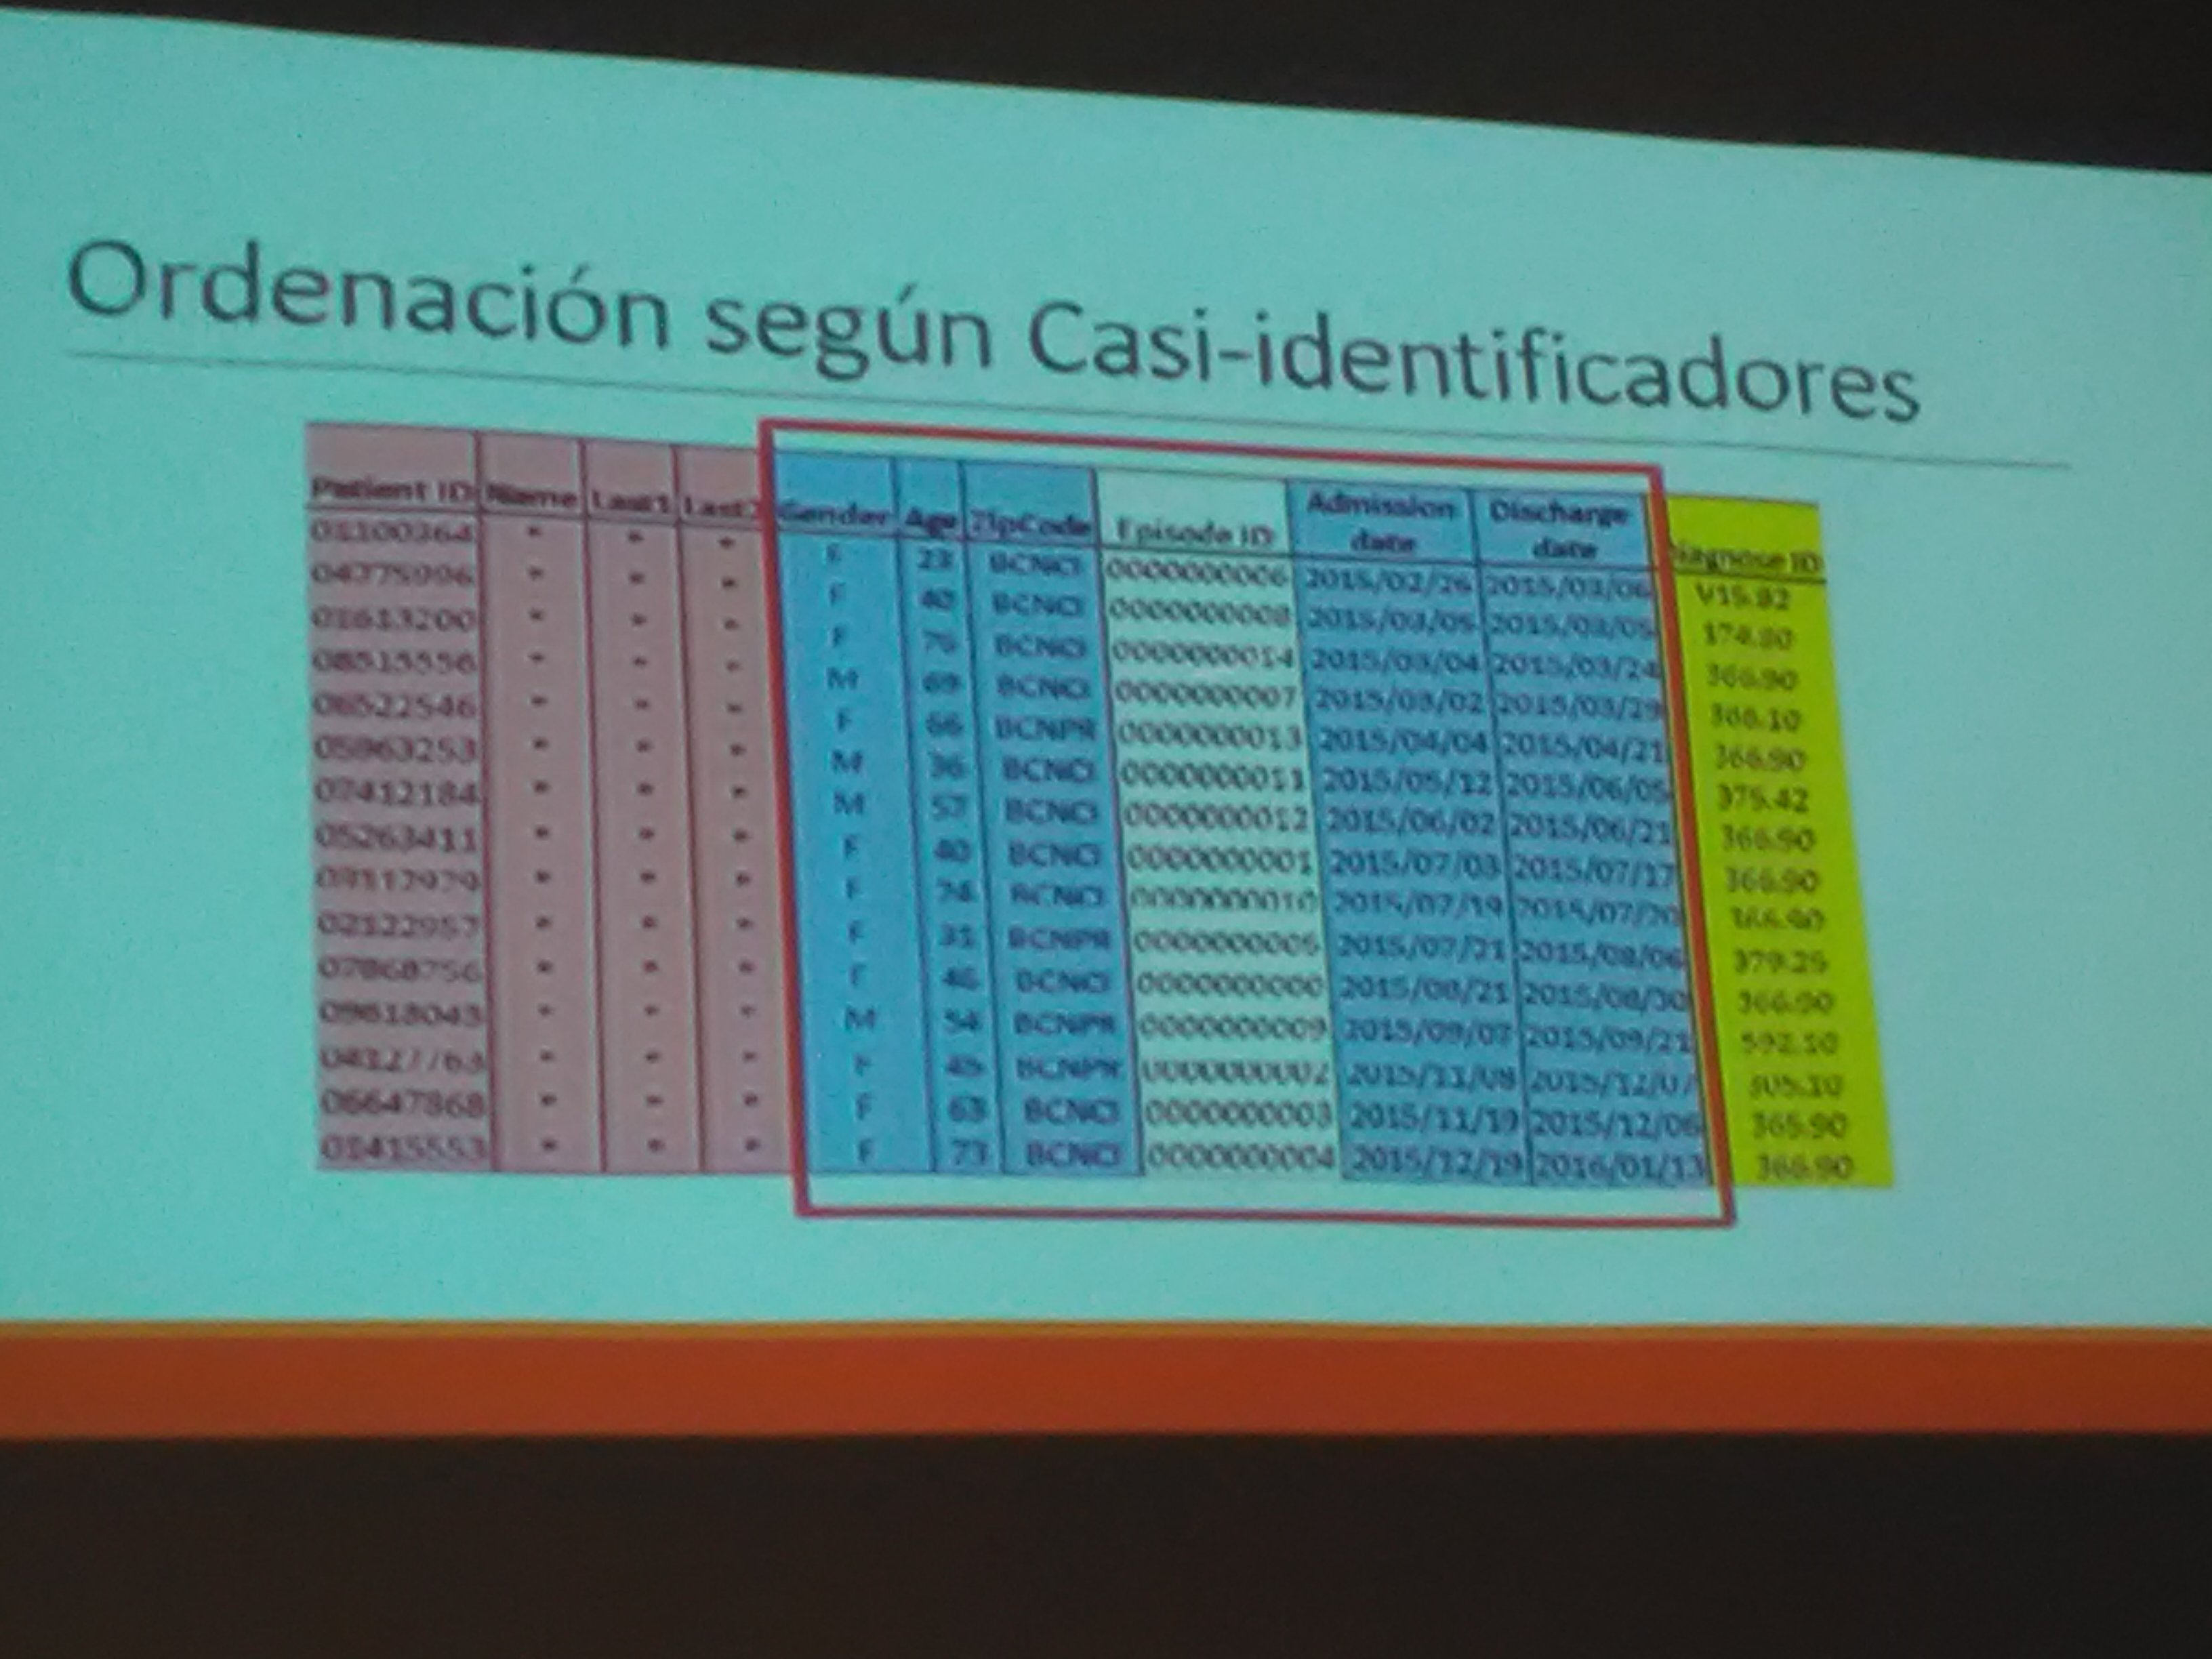 Ordenación según Casi-identificadores
Patient ID Name Last1 Last2 Gender Age ZipCode Episode ID Admission date Discharge date Diagnose ID
01100264 * * * F 23 BCNCI 0000000006 2015/02/26 2015/03/06 V15.82
* * * F 40 BCNCI 0000000008 2015/03/05 2015/03/05 174.80
01613200 * * * F BCNCI 0000000014 2015/03/04 2015/03/24 366.90
08515556 * * * M 69 BCNCI 0000000007 2015/03/02 2015/03/29 366.10
08522546 * * * F 66 BCNPR 0000000013 2015/04/04 2015/04/21 366.90
05963253 * * * M 36 BCNCI 0000000011 2015/05/12 2015/06/05 375.42
07412184 * * * M 57 BCNCI 0000000012 2015/06/02 2015/06/21 366.90
05263411 * * * F 40 BCNCI 0000000001 2015/07/03 2015/07/17 366.90
* * * F 74 BCNCI 0000000010 2015/07/19 2015/07/20 366.90
02122957 * * * F 31 BCNPR 0000000005 2015/07/21 2015/08/06 379.25
07868756 * * * F BCNCI 0000000000 2015/08/21 2015/08/30 366.90
09618043 * * * M 54 BCNPR 0000000009 2015/09/07 2015/09/21 592.10
04127763 * * * F 45 BCNPR 0000000002 2015/11/08 2015/12/07 305.10
06647868 * * * F 63 BCNCI 0000000003 2015/11/19 2015/12/06 365.90
01415553 * * * F 73 BCNCI 0000000004 2015/12/19 2016/01/13 366.90